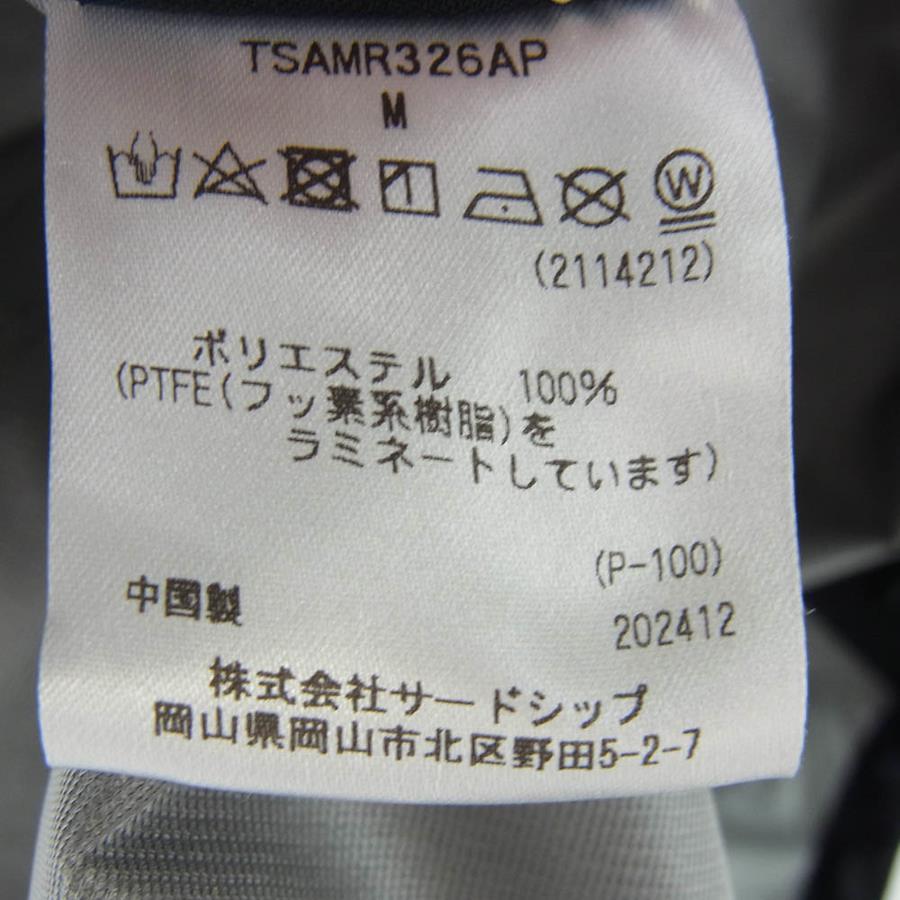 TSAMR326AP
M
W
(2114212)
ポリエステル 100%
(PTFE(フッ素系樹脂)を
ラミネートしています)
(P-100)
中国製 202412
株式会社サードシップ
岡山県岡山市北区野田5-2-7